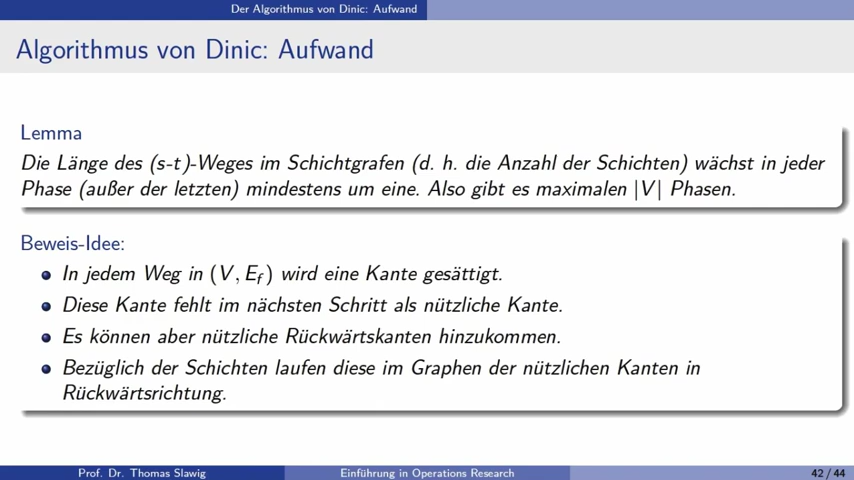 Der Algorithmus von Dinic: Aufwand
Algorithmus von Dinic: Aufwand
Lemma
Die Länge des (s-t)-Weges im Schichtgrafen (d. h. die Anzahl der Schichten) wächst in jeder
Phase (außer der letzten) mindestens um eine. Also gibt es maximalen |V| Phasen.
Beweis-Idee:
In jedem Weg in (V, E_f) wird eine Kante gesättigt.
Diese Kante fehlt im nächsten Schritt als nützliche Kante.
Es können aber nützliche Rückwärtskanten hinzukommen.
Bezüglich der Schichten laufen diese im Graphen der nützlichen Kanten in
Rückwärtsrichtung.
Prof. Dr. Thomas Slawig Einführung in Operations Research 42 / 44